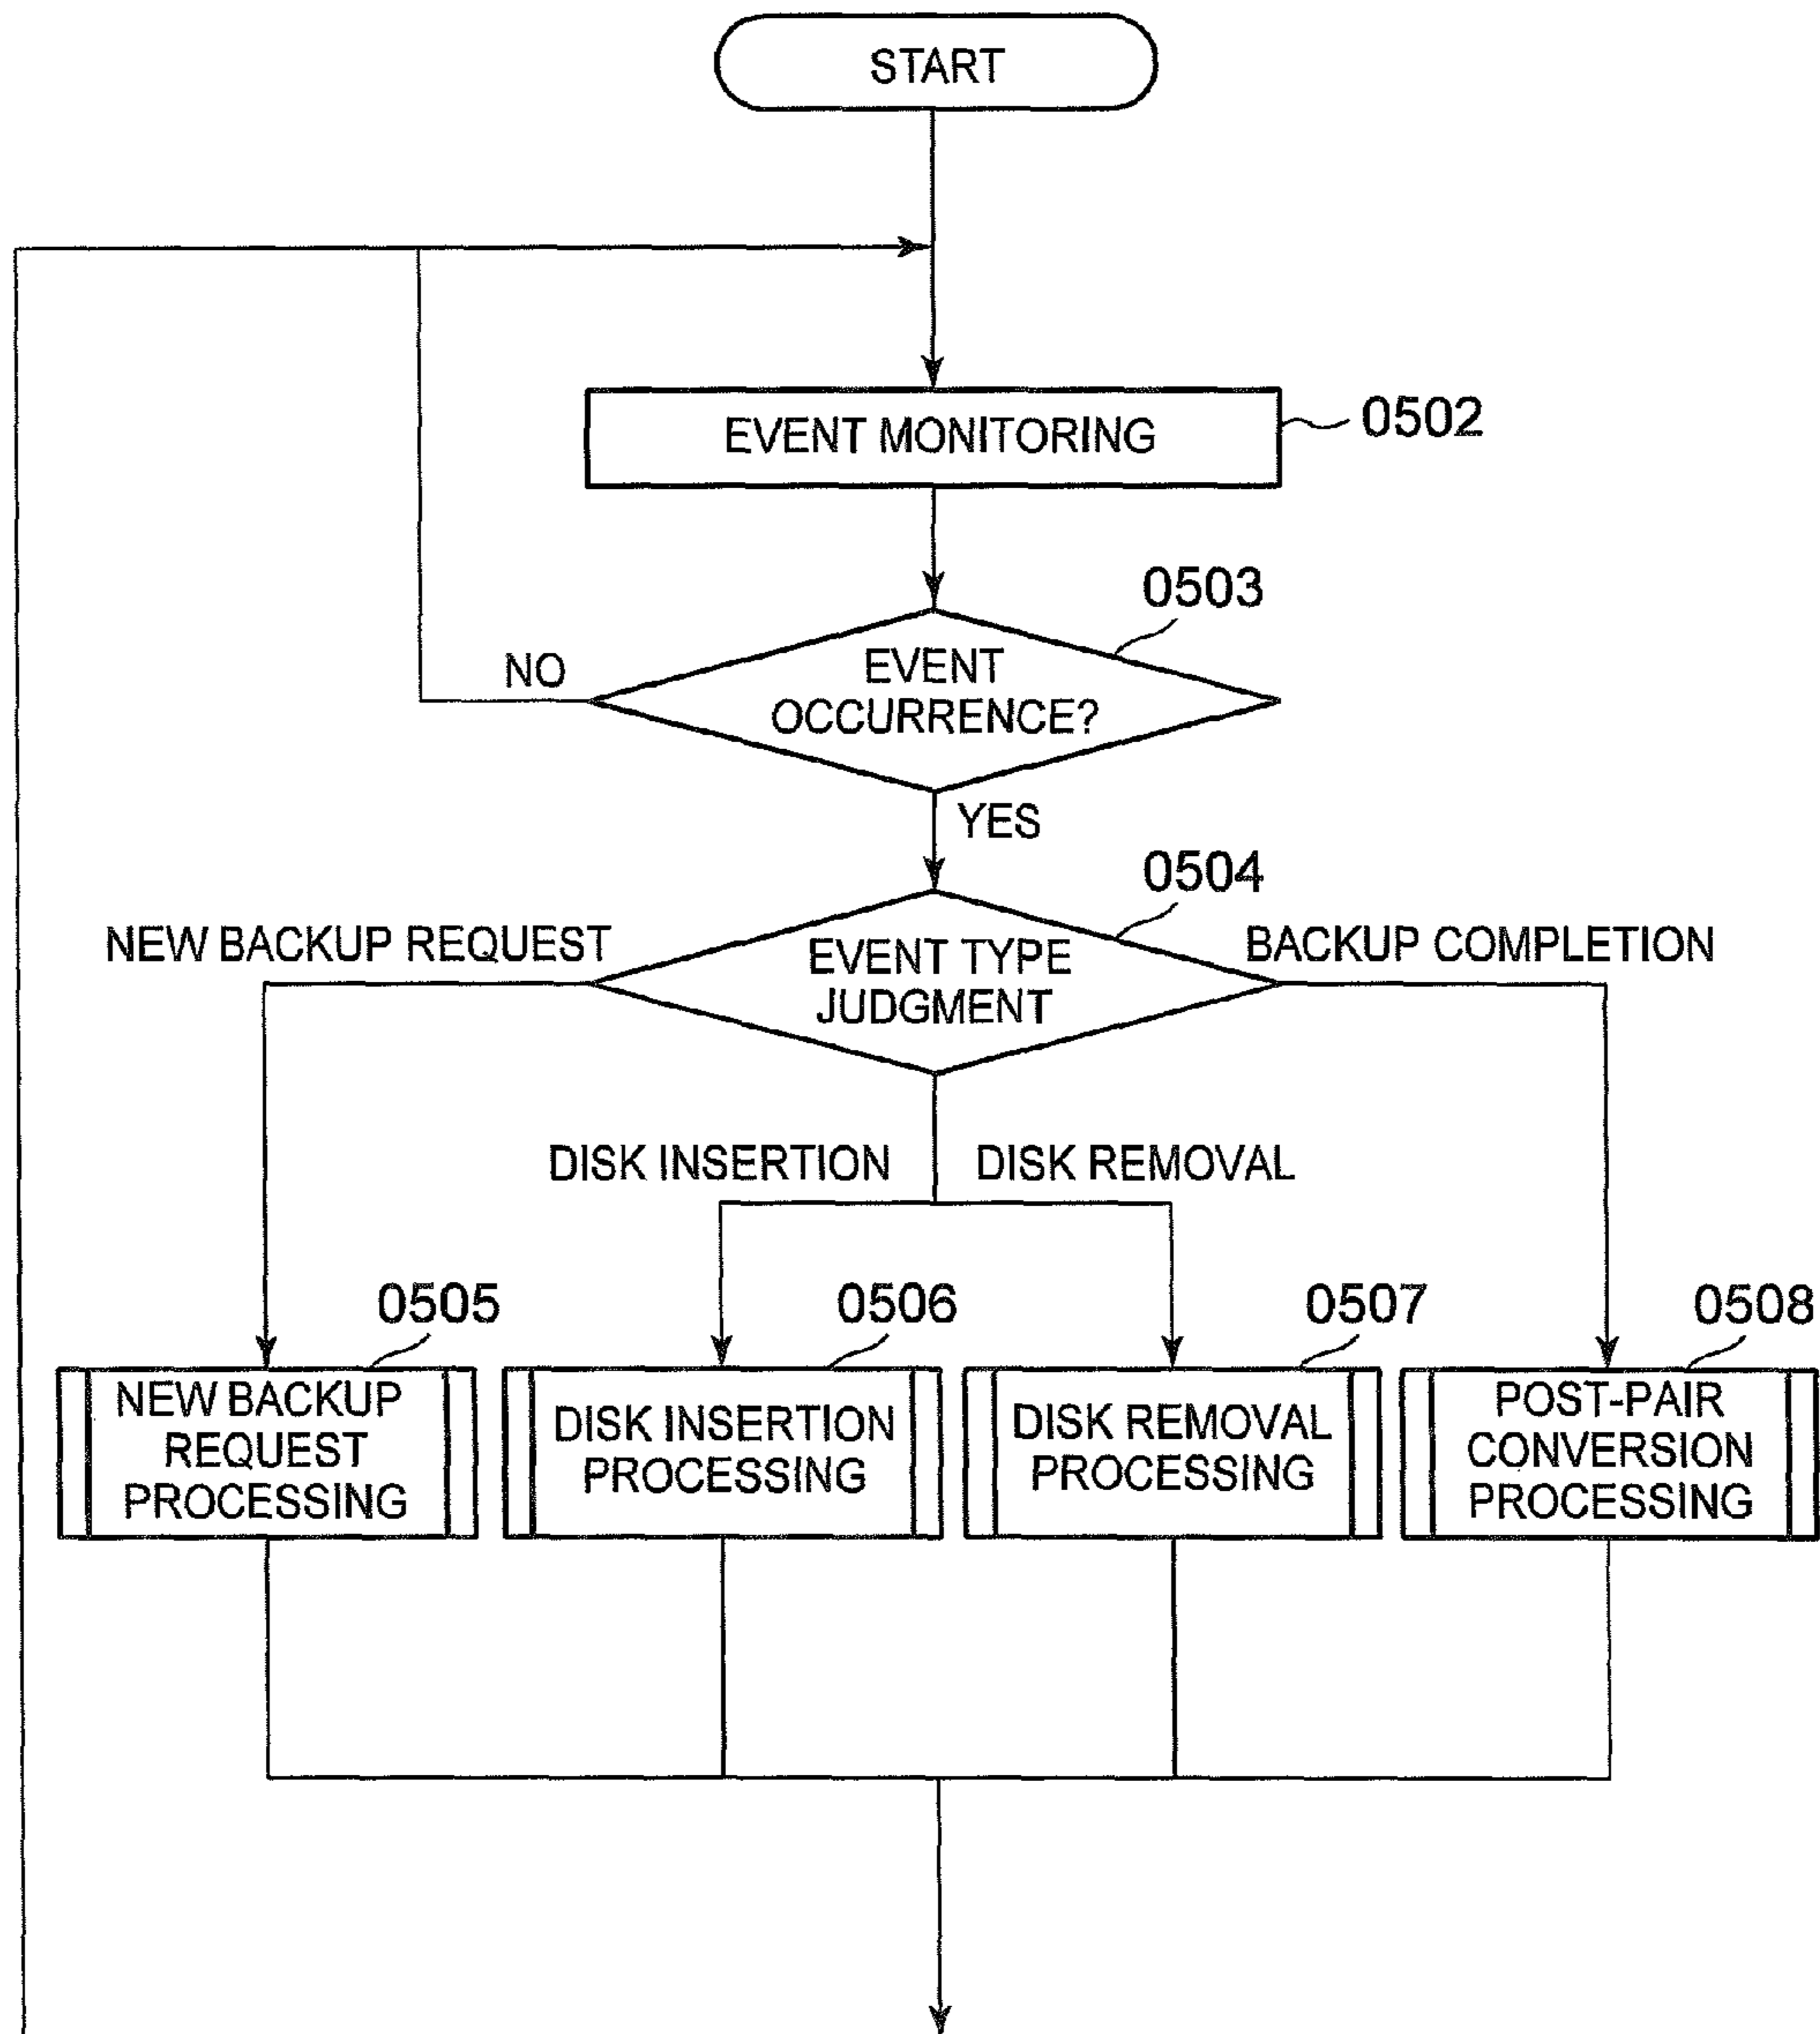 START
EVENT MONITORING
0502
0503
EVENT
OCCURRENCE?
NO
YES
0504
NEW BACKUP REQUEST
EVENT TYPE
JUDGMENT
BACKUP COMPLETION
DISK INSERTION
DISK REMOVAL
0505
0506
0507
0508
NEW BACKUP
REQUEST
PROCESSING
DISK INSERTION
PROCESSING
DISK REMOVAL
PROCESSING
POST-PAIR
CONVERSION
PROCESSING